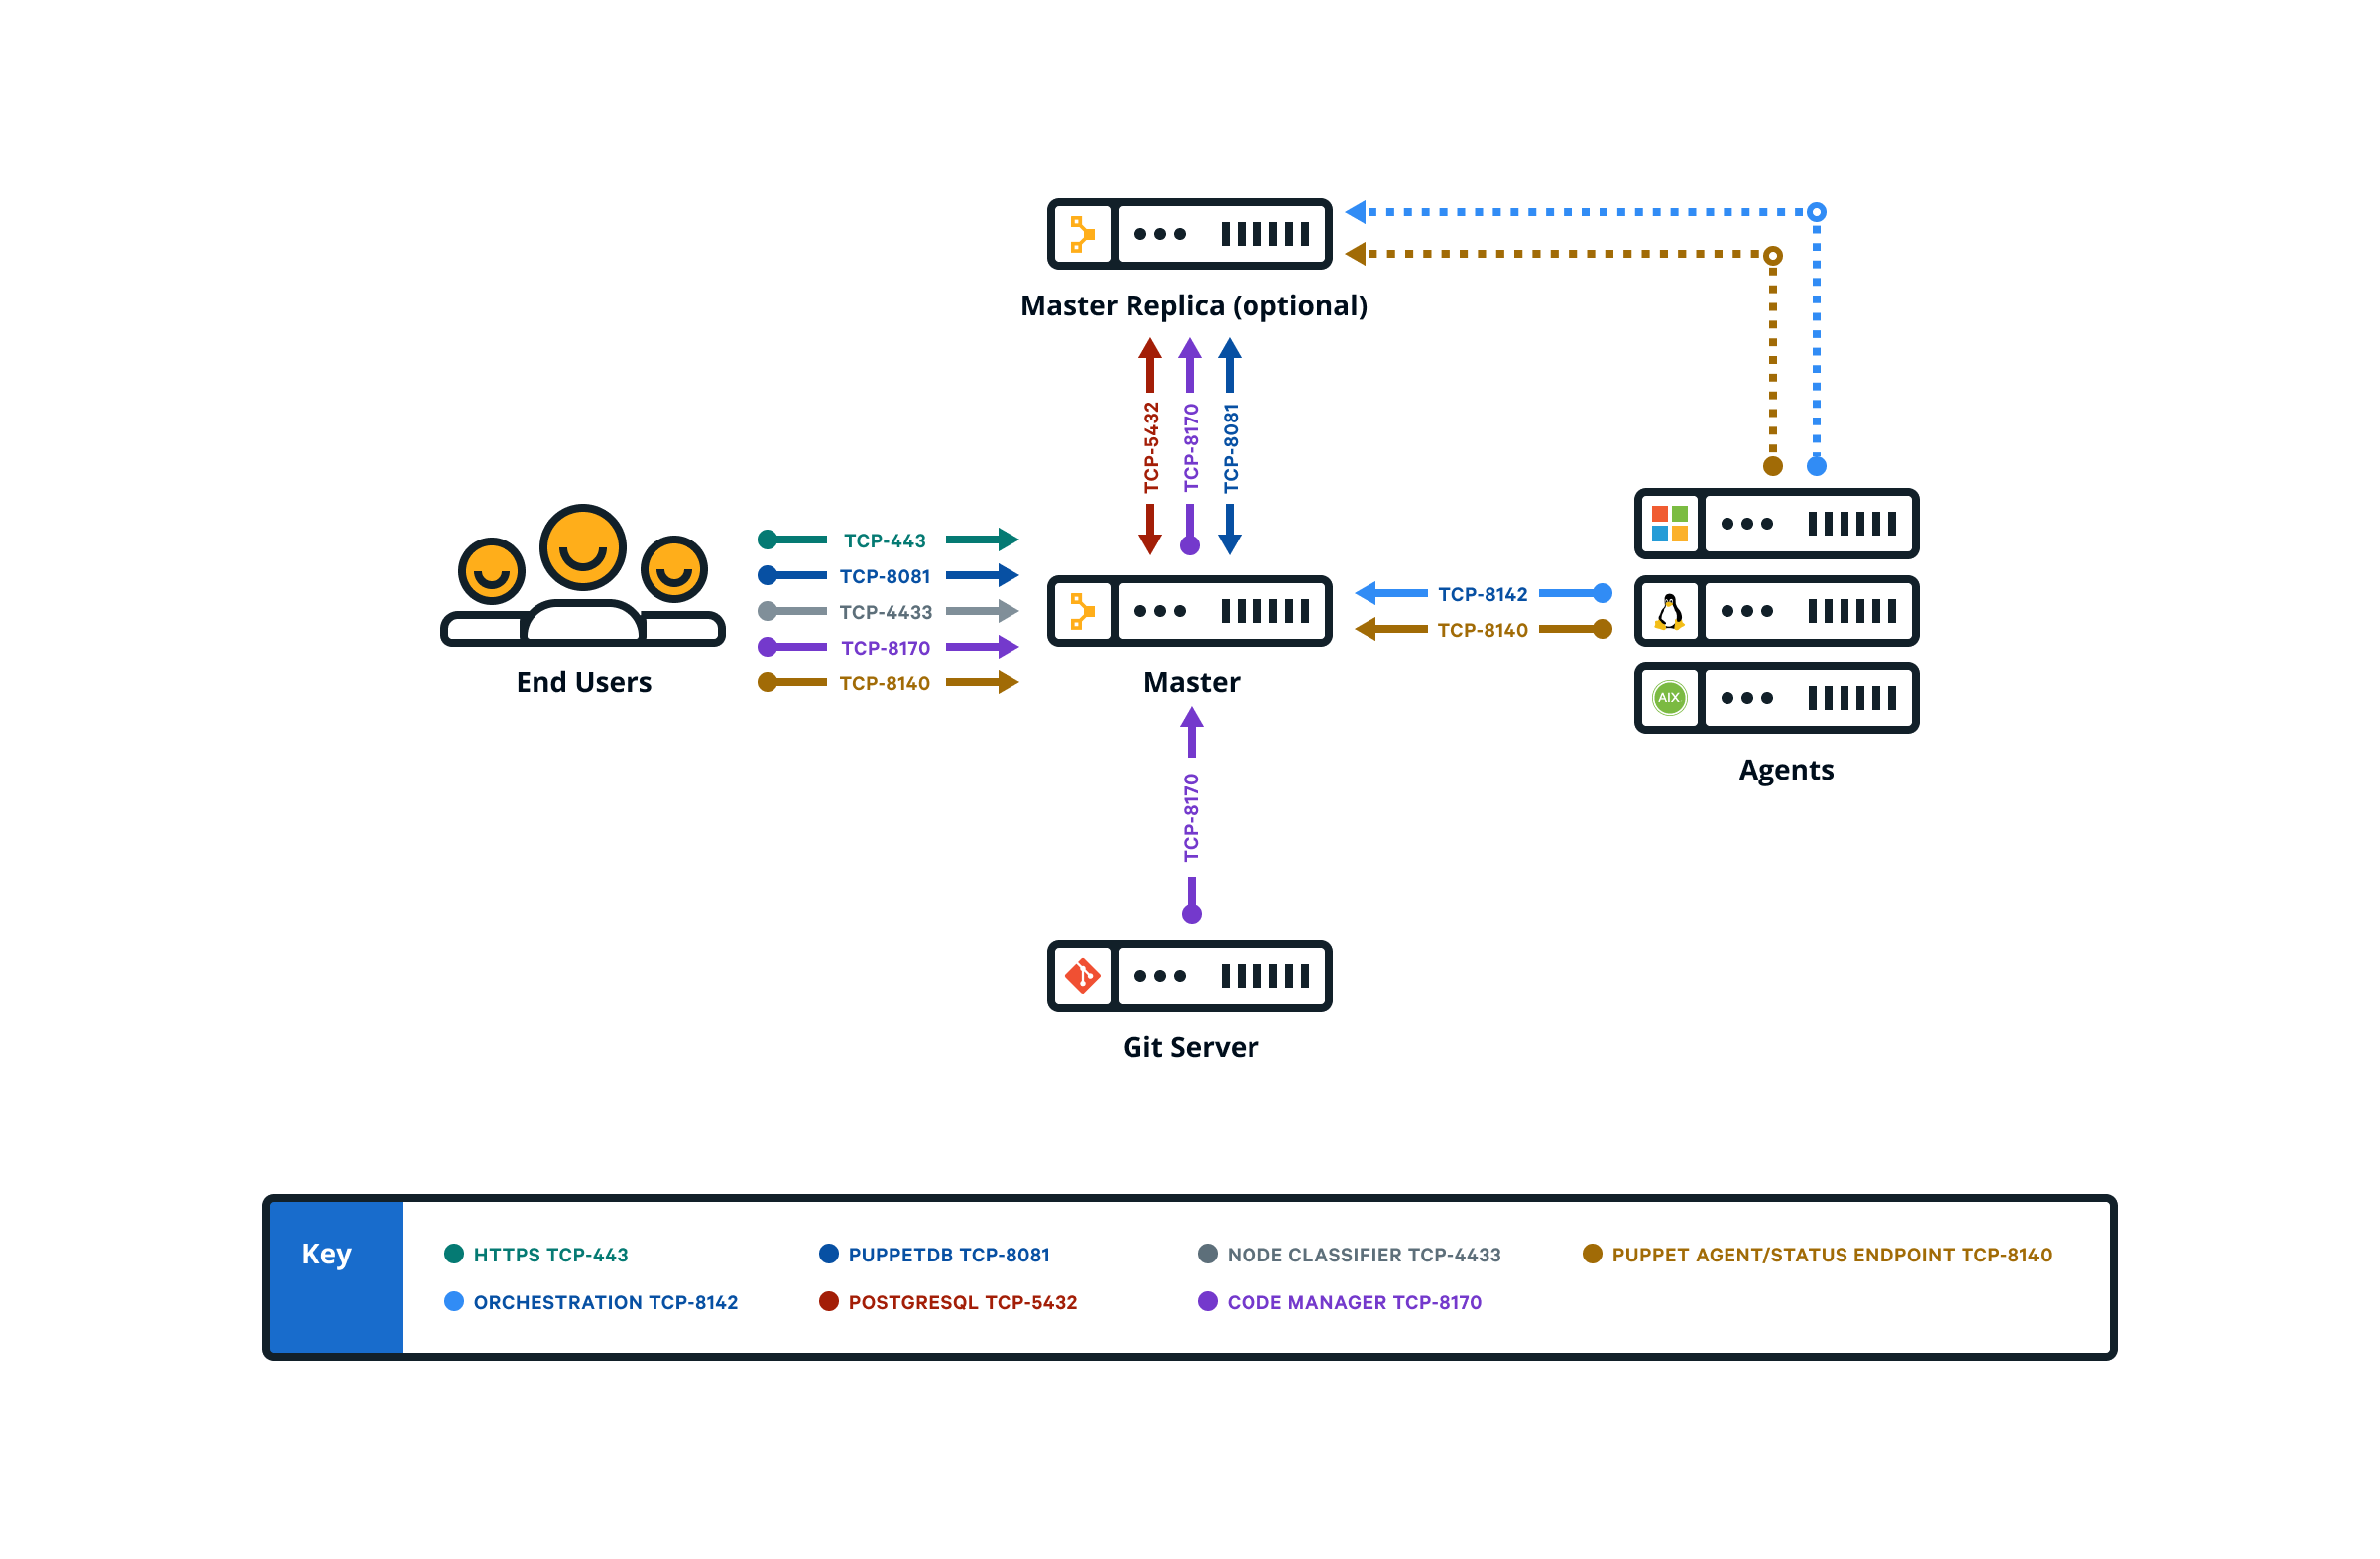 Master Replica (optional)
TCP-5432
TCP-8170
TCP-8081
TCP-443
TCP-8081
TCP-4433
TCP-8170
TCP-8140
End Users
Master
TCP-8142
TCP-8140
AIX
Agents
TCP-8170
Git Server
Key
HTTPS TCP-443
PUPPETDB TCP-8081
NODE CLASSIFIER TCP-4433
PUPPET AGENT/STATUS ENDPOINT TCP-8140
ORCHESTRATION TCP-8142
POSTGRESQL TCP-5432
CODE MANAGER TCP-8170